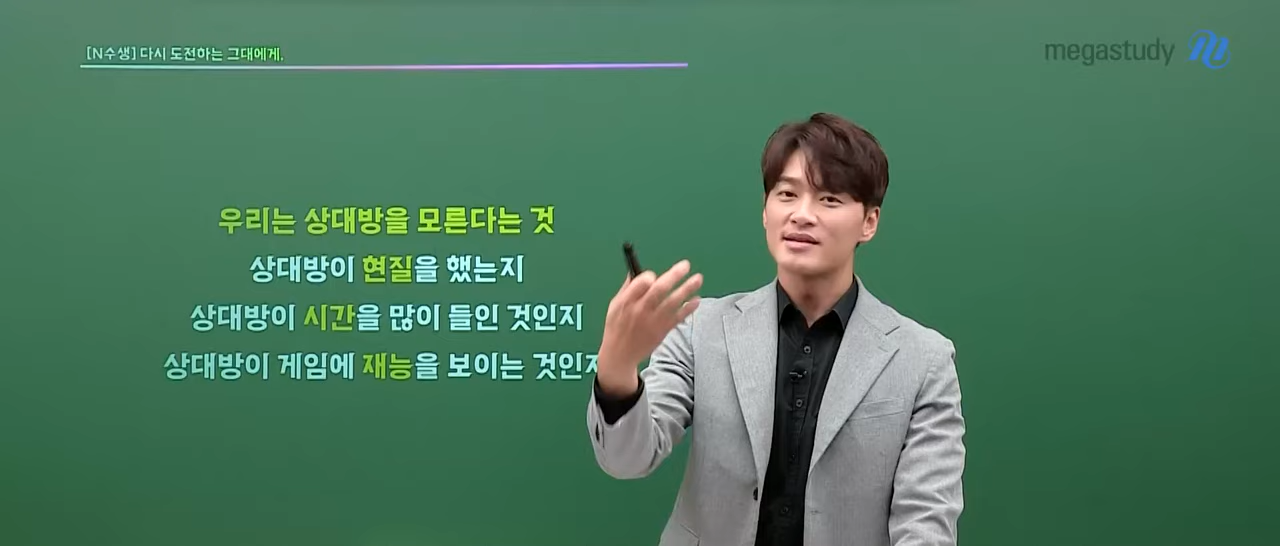 [N수생] 다시 도전하는 그대에게.
megastudy
우리는 상대방을 모른다는 것
상대방이 현질을 했는지
상대방이 시간을 많이 들인 것인지
상대방이 게임에 재능을 보이는 것인지